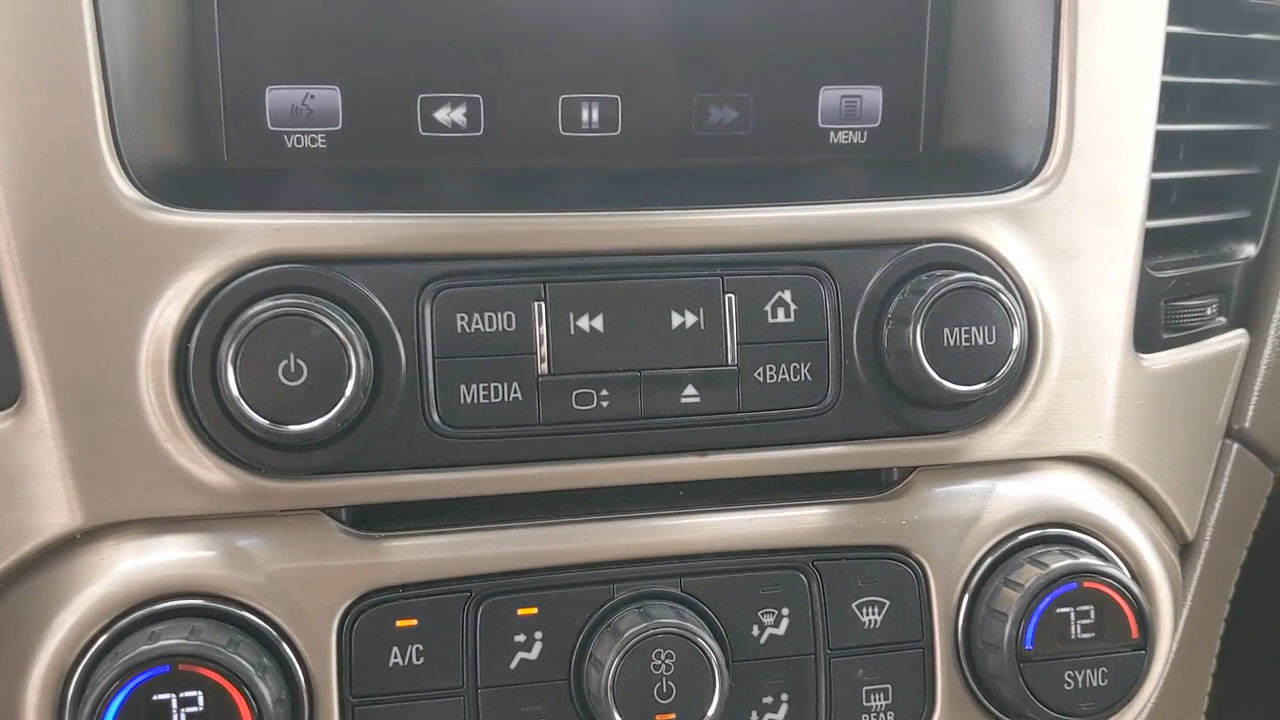 VOICE
MENU
RADIO
MEDIA
BACK
MENU
A/C
72
72
SYNC
REAR